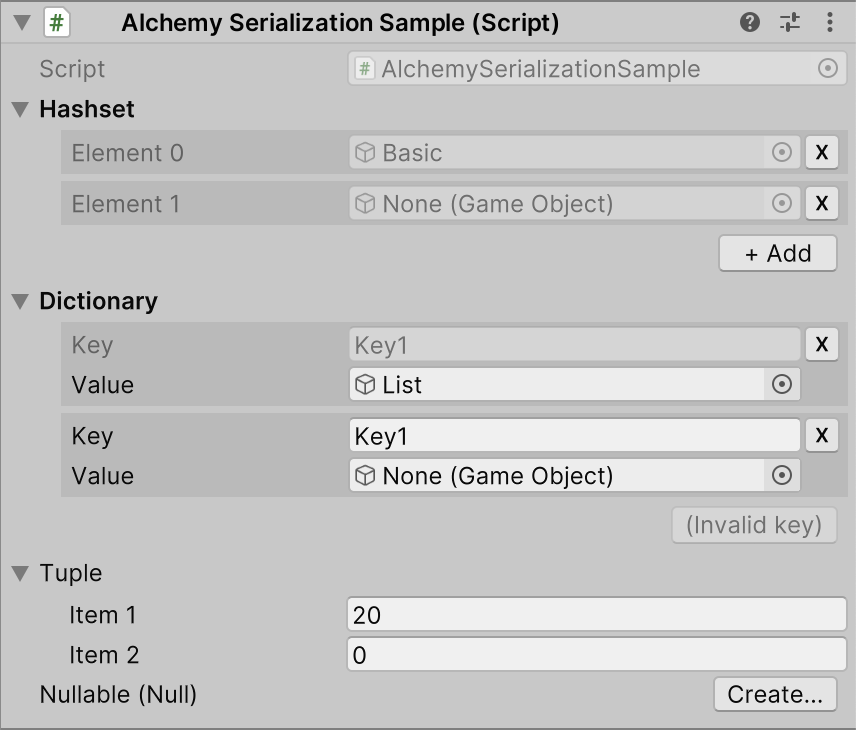 # Alchemy Serialization Sample (Script)
Script # AlchemySerializationSample
Hashset
Element 0 Basic X
Element 1 None (Game Object) X
+ Add
Dictionary
Key Key1 X
Value List
Key Key1 X
Value None (Game Object)
(Invalid key)
Tuple
Item 1 20
Item 2 0
Nullable (Null) Create...